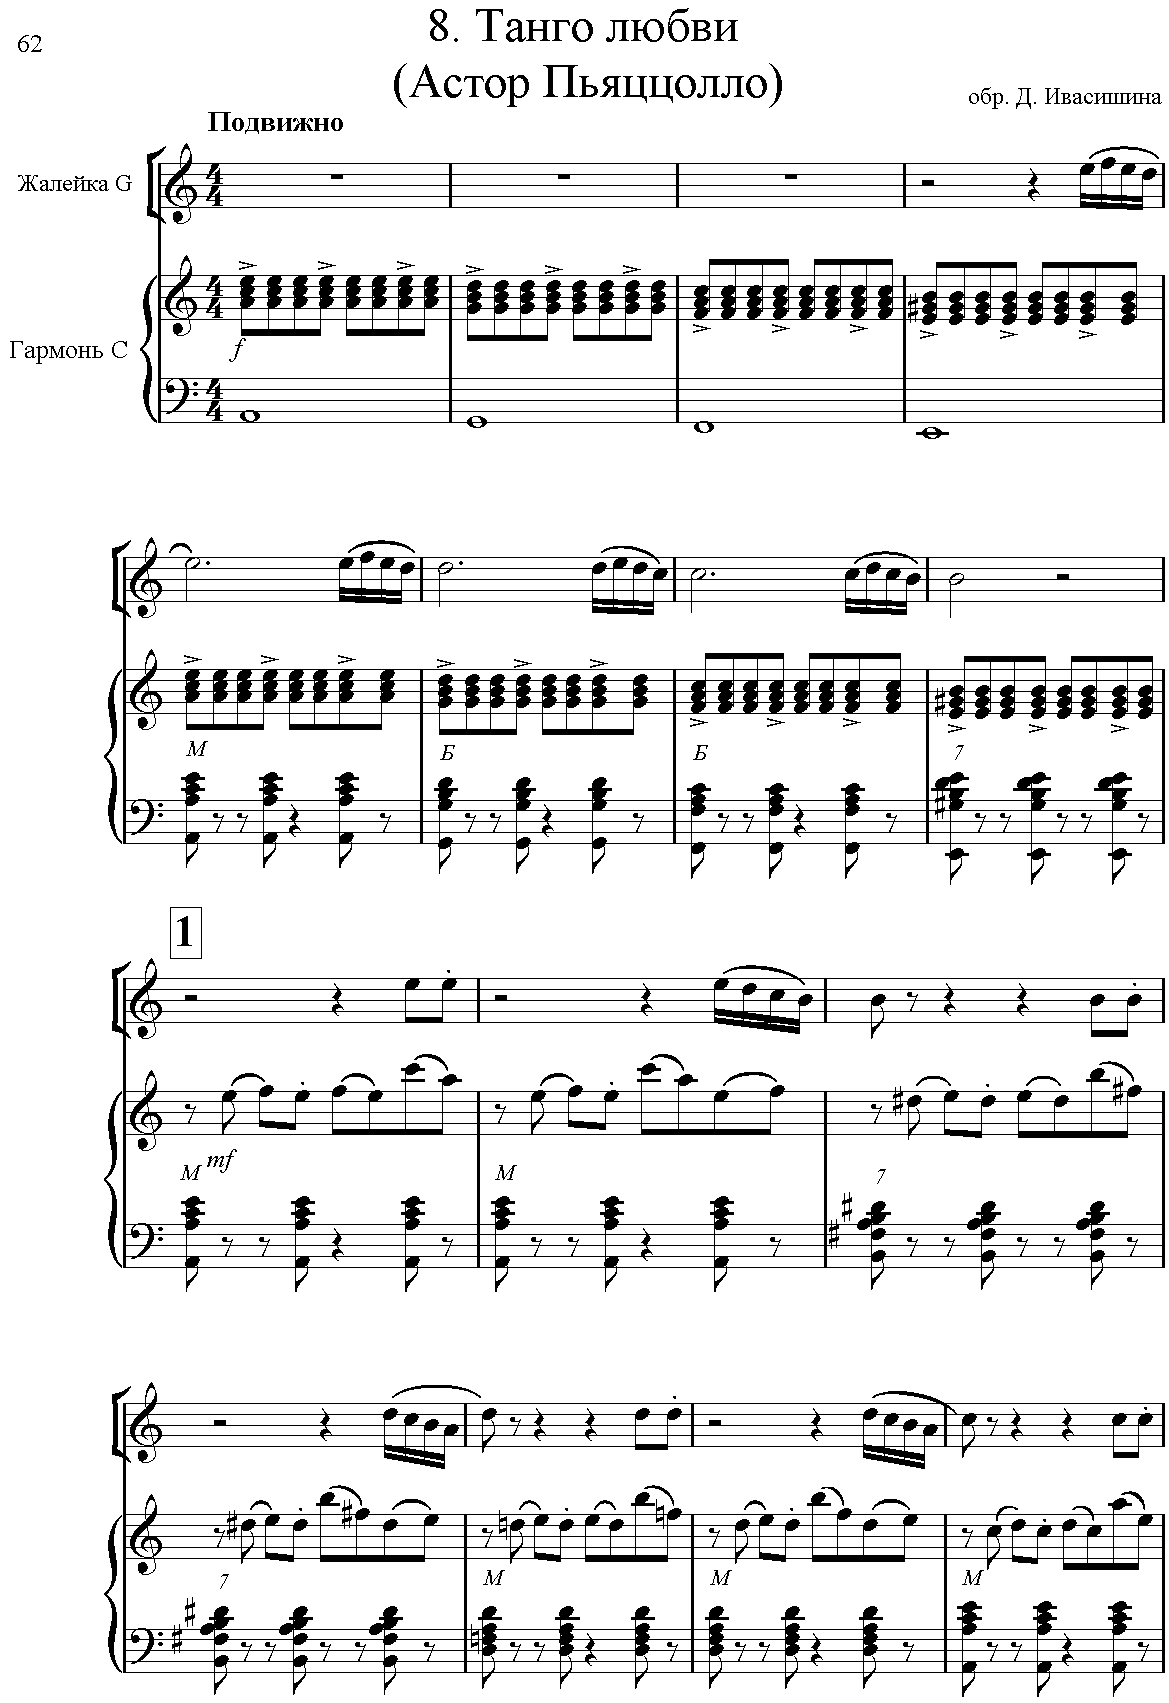 62
8. Танго любви
(Астор Пьяццолло)
обр. Д. Ивасишина
Подвижно
Жалейка G
Гармонь C
f
М Б Б 7
1
mf
М М 7
7 М М М